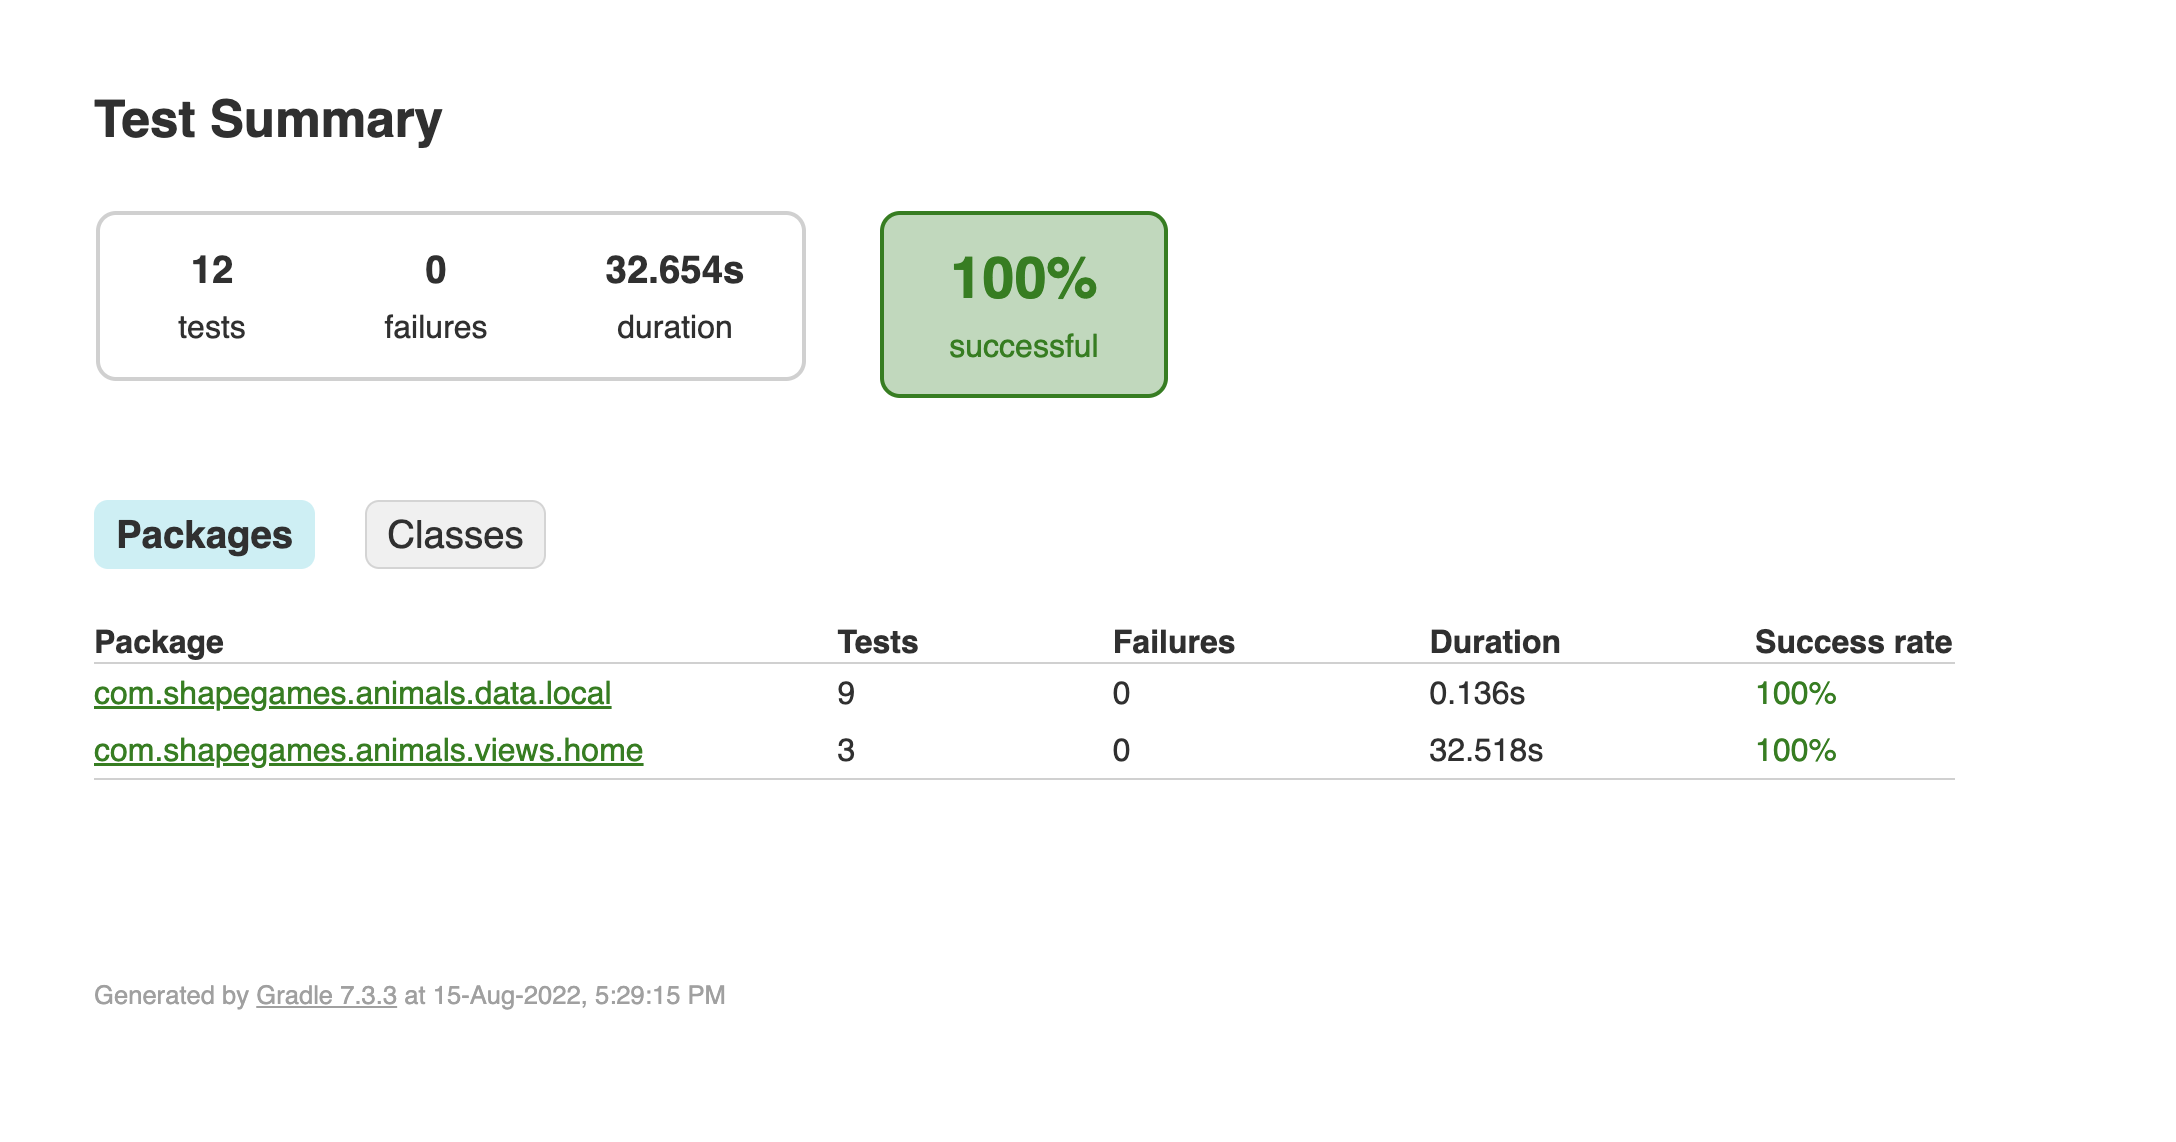 Test Summary
12 0 32.654s
tests failures duration
100%
successful
Packages Classes
Package Tests Failures Duration Success rate
com.shapegames.animals.data.local 9 0 0.136s 100%
com.shapegames.animals.views.home 3 0 32.518s 100%
Generated by Gradle 7.3.3 at 15-Aug-2022, 5:29:15 PM